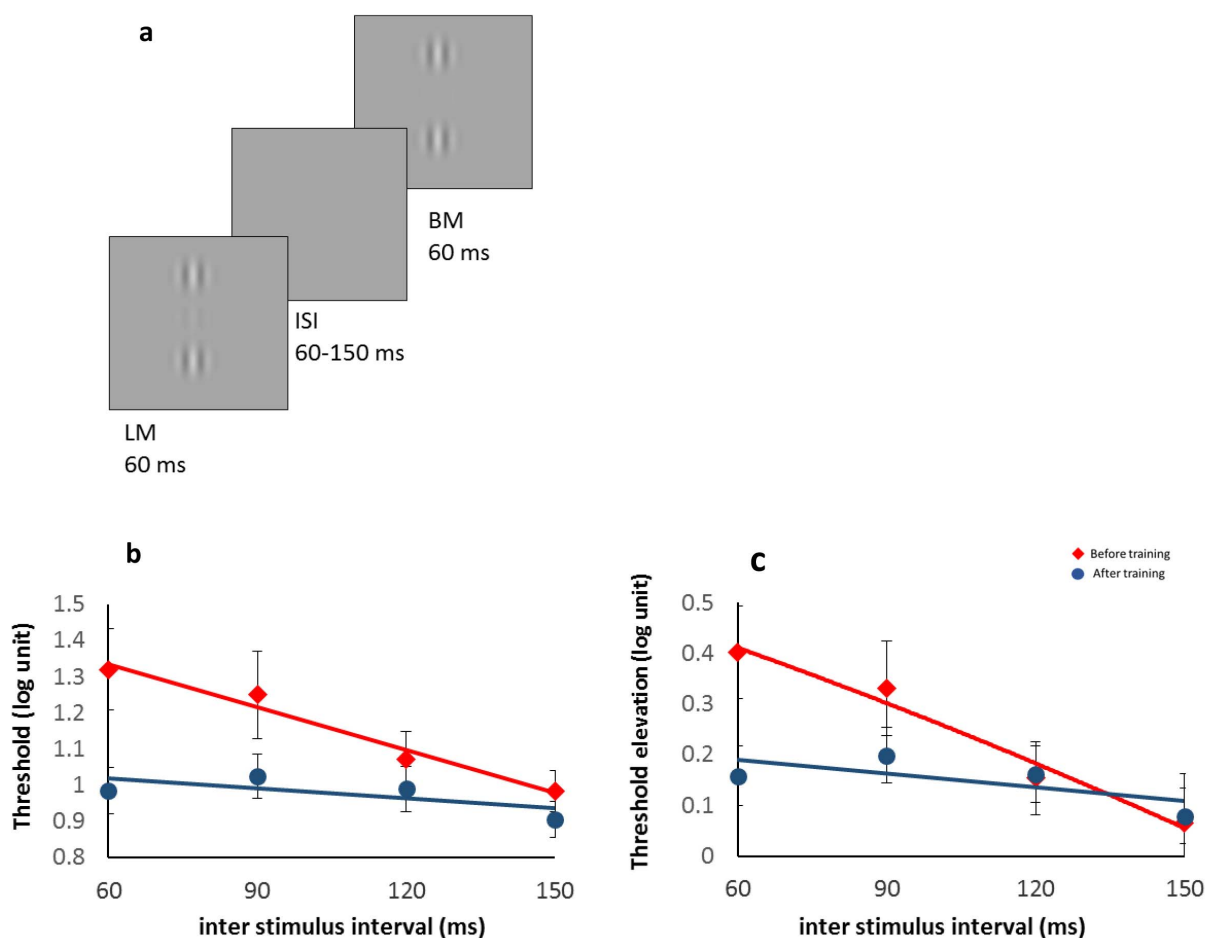 a
BM
60 ms
ISI
60-150 ms
LM
60 ms
b
Threshold (log unit)
1.5
1.4
1.3
1.2
1.1
1
0.9
0.8
60 90 120 150
inter stimulus interval (ms)
c
Before training
After training
Threshold elevation (log unit)
0.5
0.4
0.3
0.2
0.1
0
60 90 120 150
inter stimulus interval (ms)